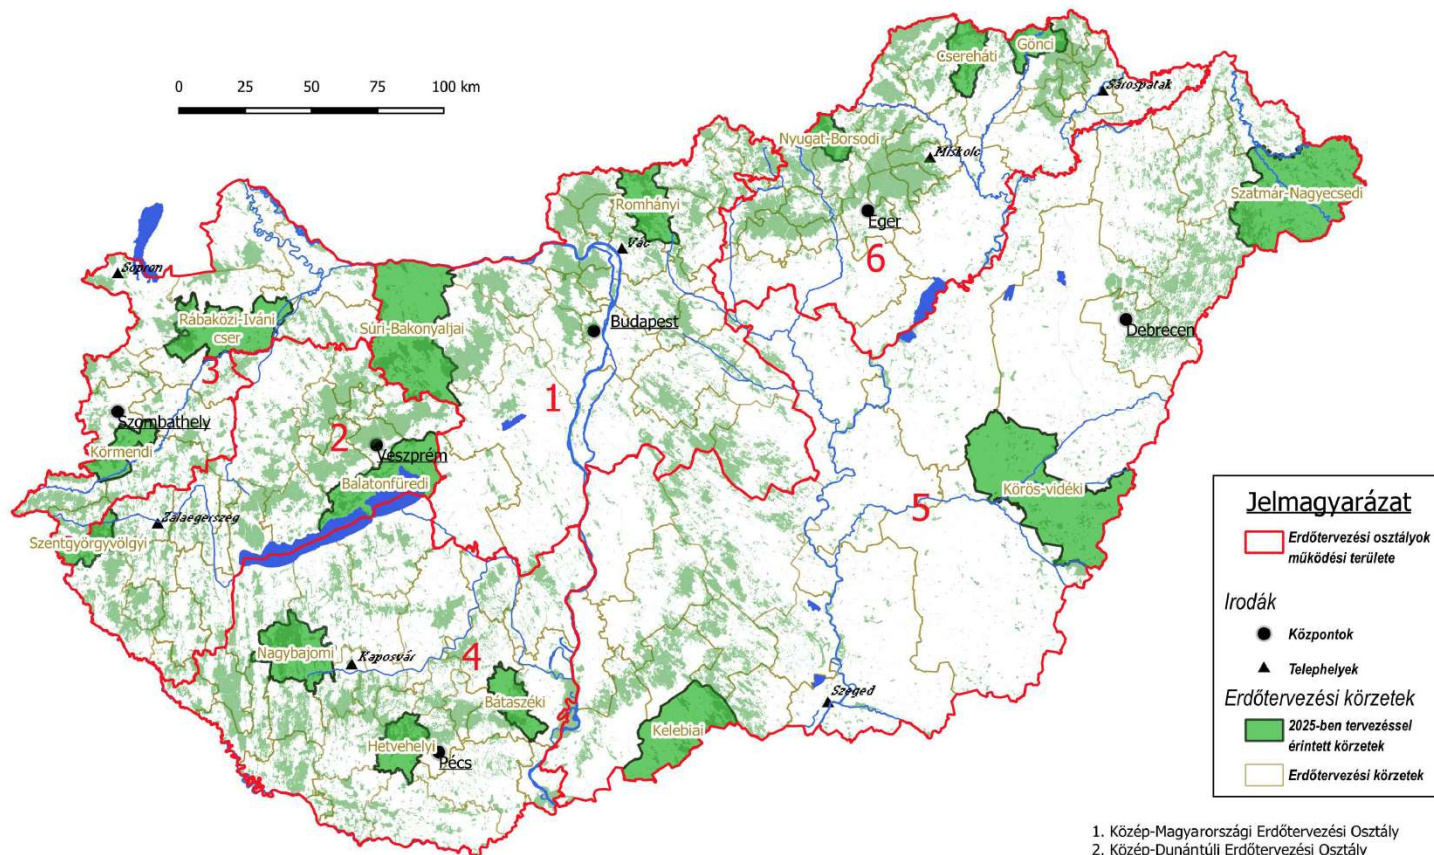 0 25 50 75 100 km
Csereháti
Gönci
Sárospatak
Nyugat-Borsodi
Miskolc
Szatmár-Nagyecsedi
Romhányi
Eger
Vác
6
Sopron
Rábaközi-Iváni
cser
Súri-Bakonyaljai
Budapest
Debrecen
3
1
Szombathely
2
Veszprém
Körmendi
Balatonfüredi
Körös-vidéki
5
Zalaegerszeg
Szentgyörgyvölgyi
Nagybajomi
Kaposvár
4
Bátaszéki
Szeged
Kelebiai
Hetvehelyi
Pécs
Jelmagyarázat
Erdőtervezési osztályok
működési területe
Irodák
Központok
Telephelyek
Erdőtervezési körzetek
2025-ben tervezéssel
érintett körzetek
Erdőtervezési körzetek
1. Közép-Magyarországi Erdőtervezési Osztály
2. Közép-Dunántúli Erdőtervezési Osztály